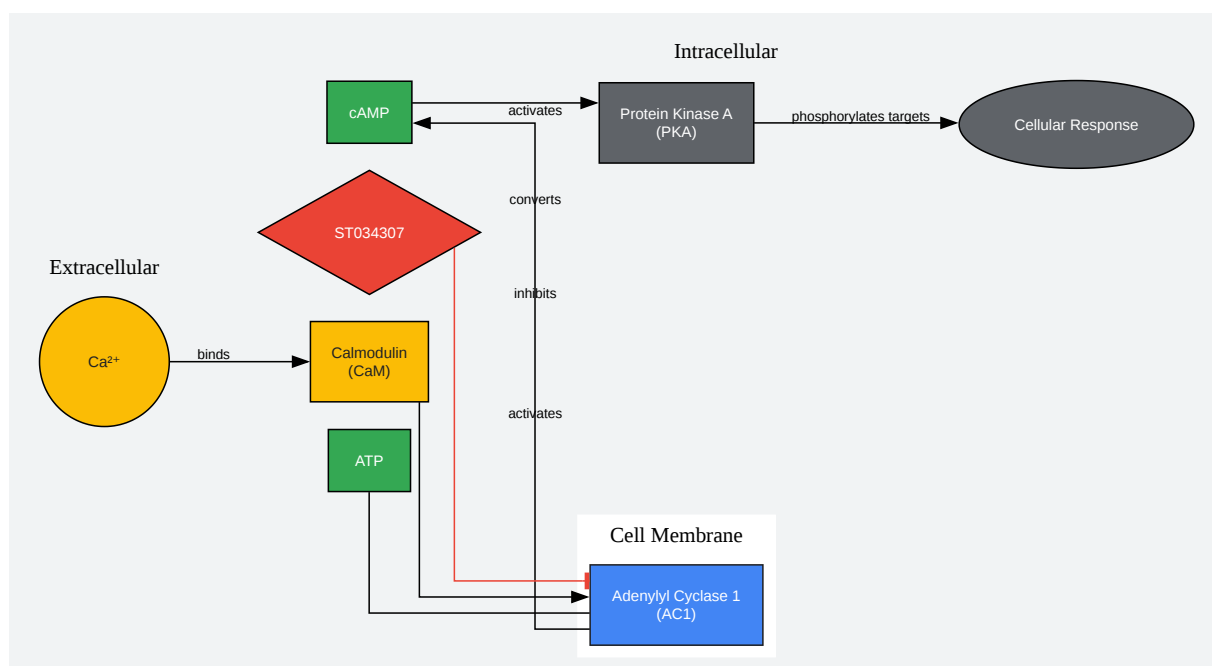 Intracellular
cAMP
activates
Protein Kinase A
(PKA)
phosphorylates targets
Cellular Response
converts
ST034307
Extracellular
inhibits
Ca²⁺
binds
Calmodulin
(CaM)
activates
ATP
Cell Membrane
Adenylyl Cyclase 1
(AC1)